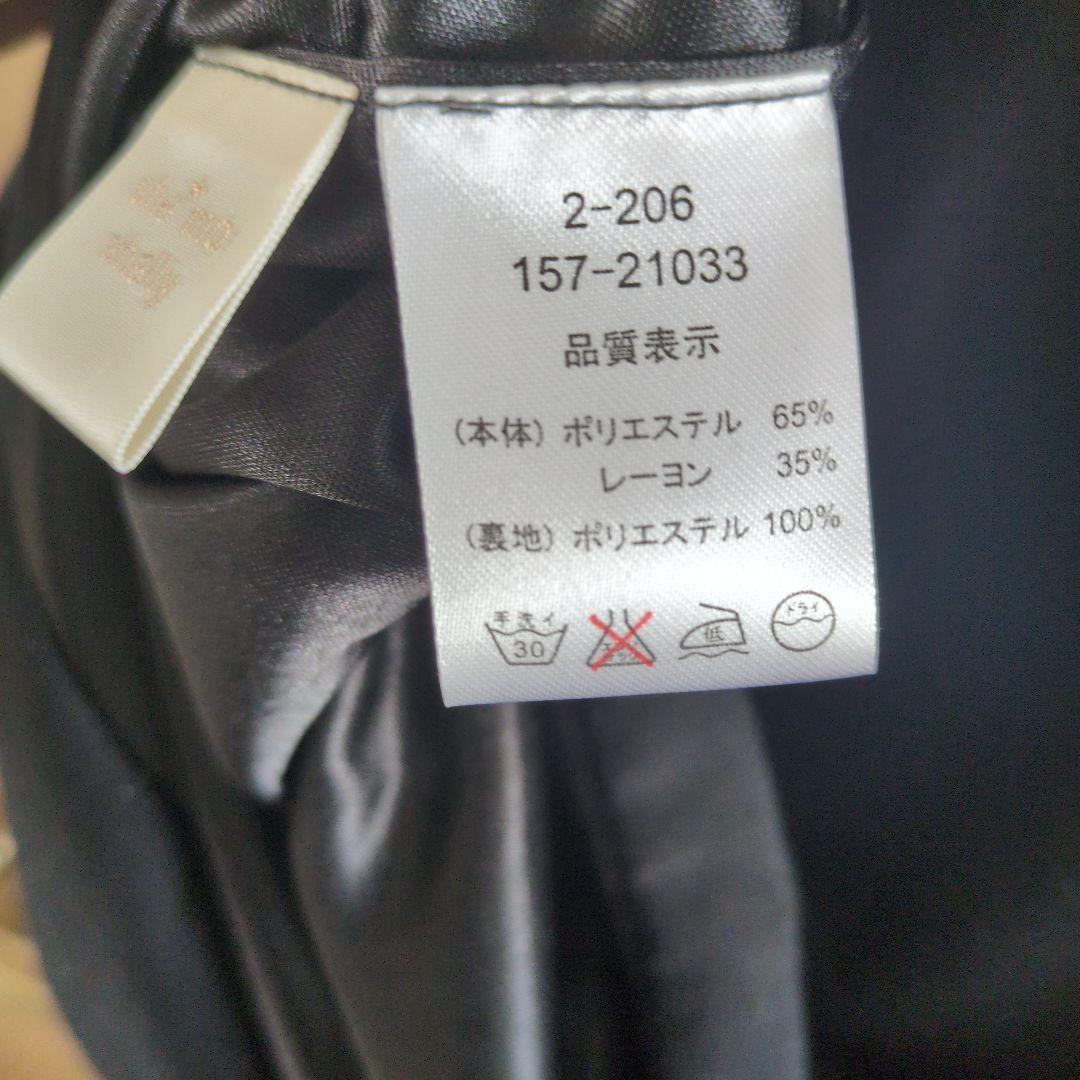 2-206
157-21033
品質表示
(本体) ポリエステル 65%
レーヨン 35%
(裏地) ポリエステル 100%
手洗イ
30
低
ドライ